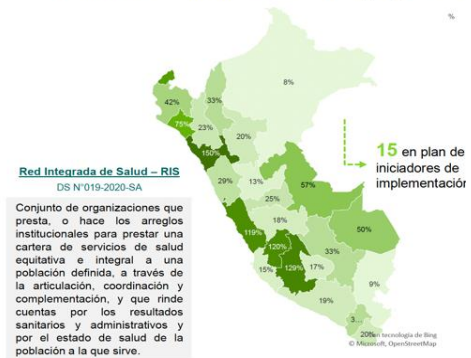 %
8%
42%
33%
75%
23%
20%
150%
29%
13%
57%
25%
18%
50%
119%
120%
33%
15%
129%
17%
19%
9%
3...
20%
15 en plan de
iniciadores de
implementación
Red Integrada de Salud – RIS
DS N°019-2020-SA
Conjunto de organizaciones que
presta, o hace los arreglos
institucionales para prestar una
cartera de servicios de salud
equitativa e integral a una
población definida, a través de
la articulación, coordinación y
complementación, y que rinde
cuentas por los resultados
sanitarios y administrativos y
por el estado de salud de la
población a la que sirve.
en tecnología de Bing
© Microsoft, OpenStreetMap